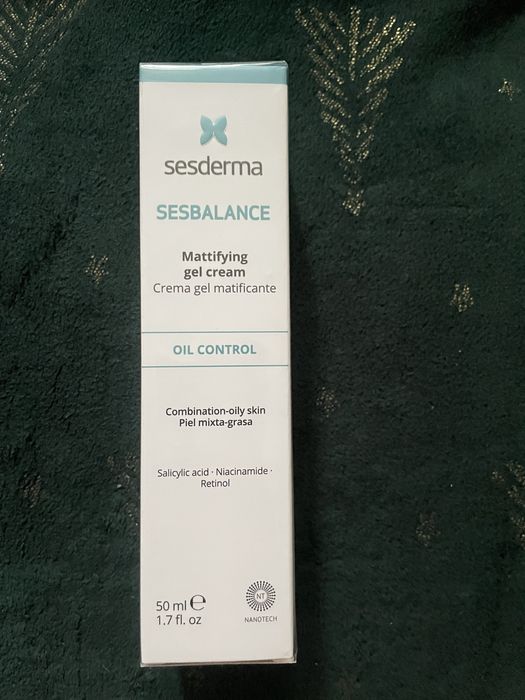 sesderma
SESBALANCE
Mattifying
gel cream
Crema gel matificante
OIL CONTROL
Combination-oily skin
Piel mixta-grasa
Salicylic acid · Niacinamide ·
Retinol
50 ml ℮
1.7 fl. oz
NT
NANOTECH